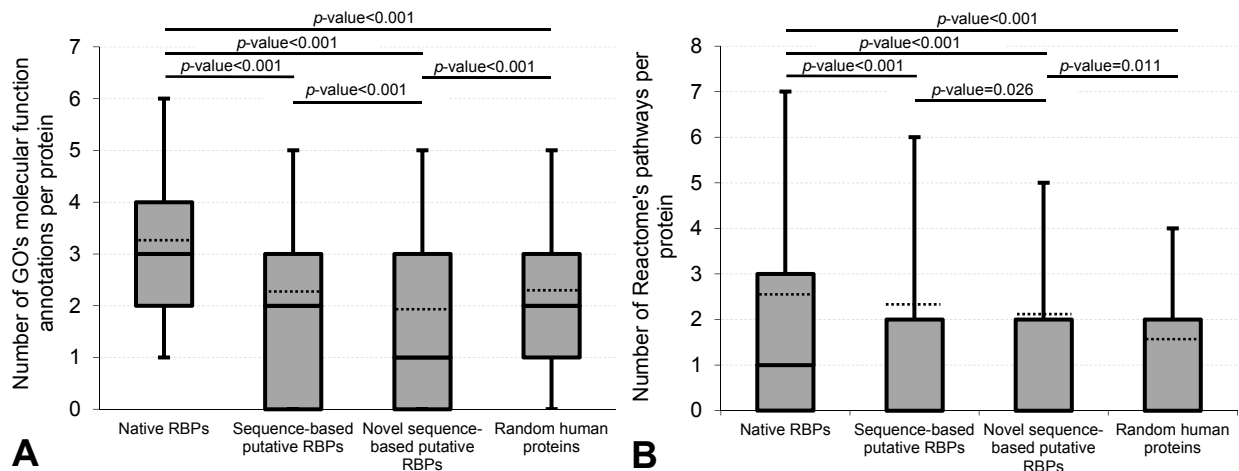 p-value<0.001
p-value<0.001
p-value<0.001
p-value<0.001
p-value<0.001
7
6
5
4
3
2
1
0
Number of GO's molecular function
annotations per protein
Native RBPs
Sequence-based
putative RBPs
Novel sequence-
based putative
RBPs
Random human
proteins
A
p-value<0.001
p-value<0.001
p-value<0.001
p-value=0.011
p-value=0.026
8
7
6
5
4
3
2
1
0
Number of Reactome's pathways per
protein
Native RBPs
Sequence-based
putative RBPs
Novel sequence-
based putative
RBPs
Random human
proteins
B